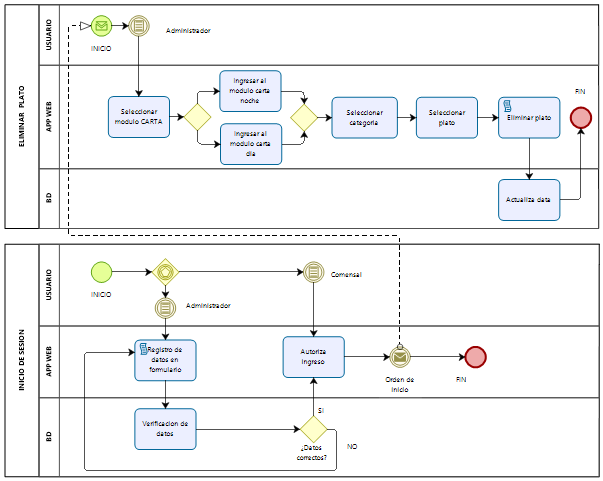 ELIMINAR PLATO
USUARIO
INICIO
Administrador
APP WEB
Seleccionar
modulo CARTA
Ingresar al
modulo carta
noche
Ingresar al
modulo carta
dia
Seleccionar
categoria
Seleccionar
plato
Eliminar plato
FIN
BD
Actualiza data
INICIO DE SESION
USUARIO
INICIO
Administrador
Comensal
APP WEB
Registro de
datos en
formulario
Autoriza
Ingreso
Orden de
Inicio
FIN
BD
Verificacion de
datos
SI
¿Datos
correctos?
NO